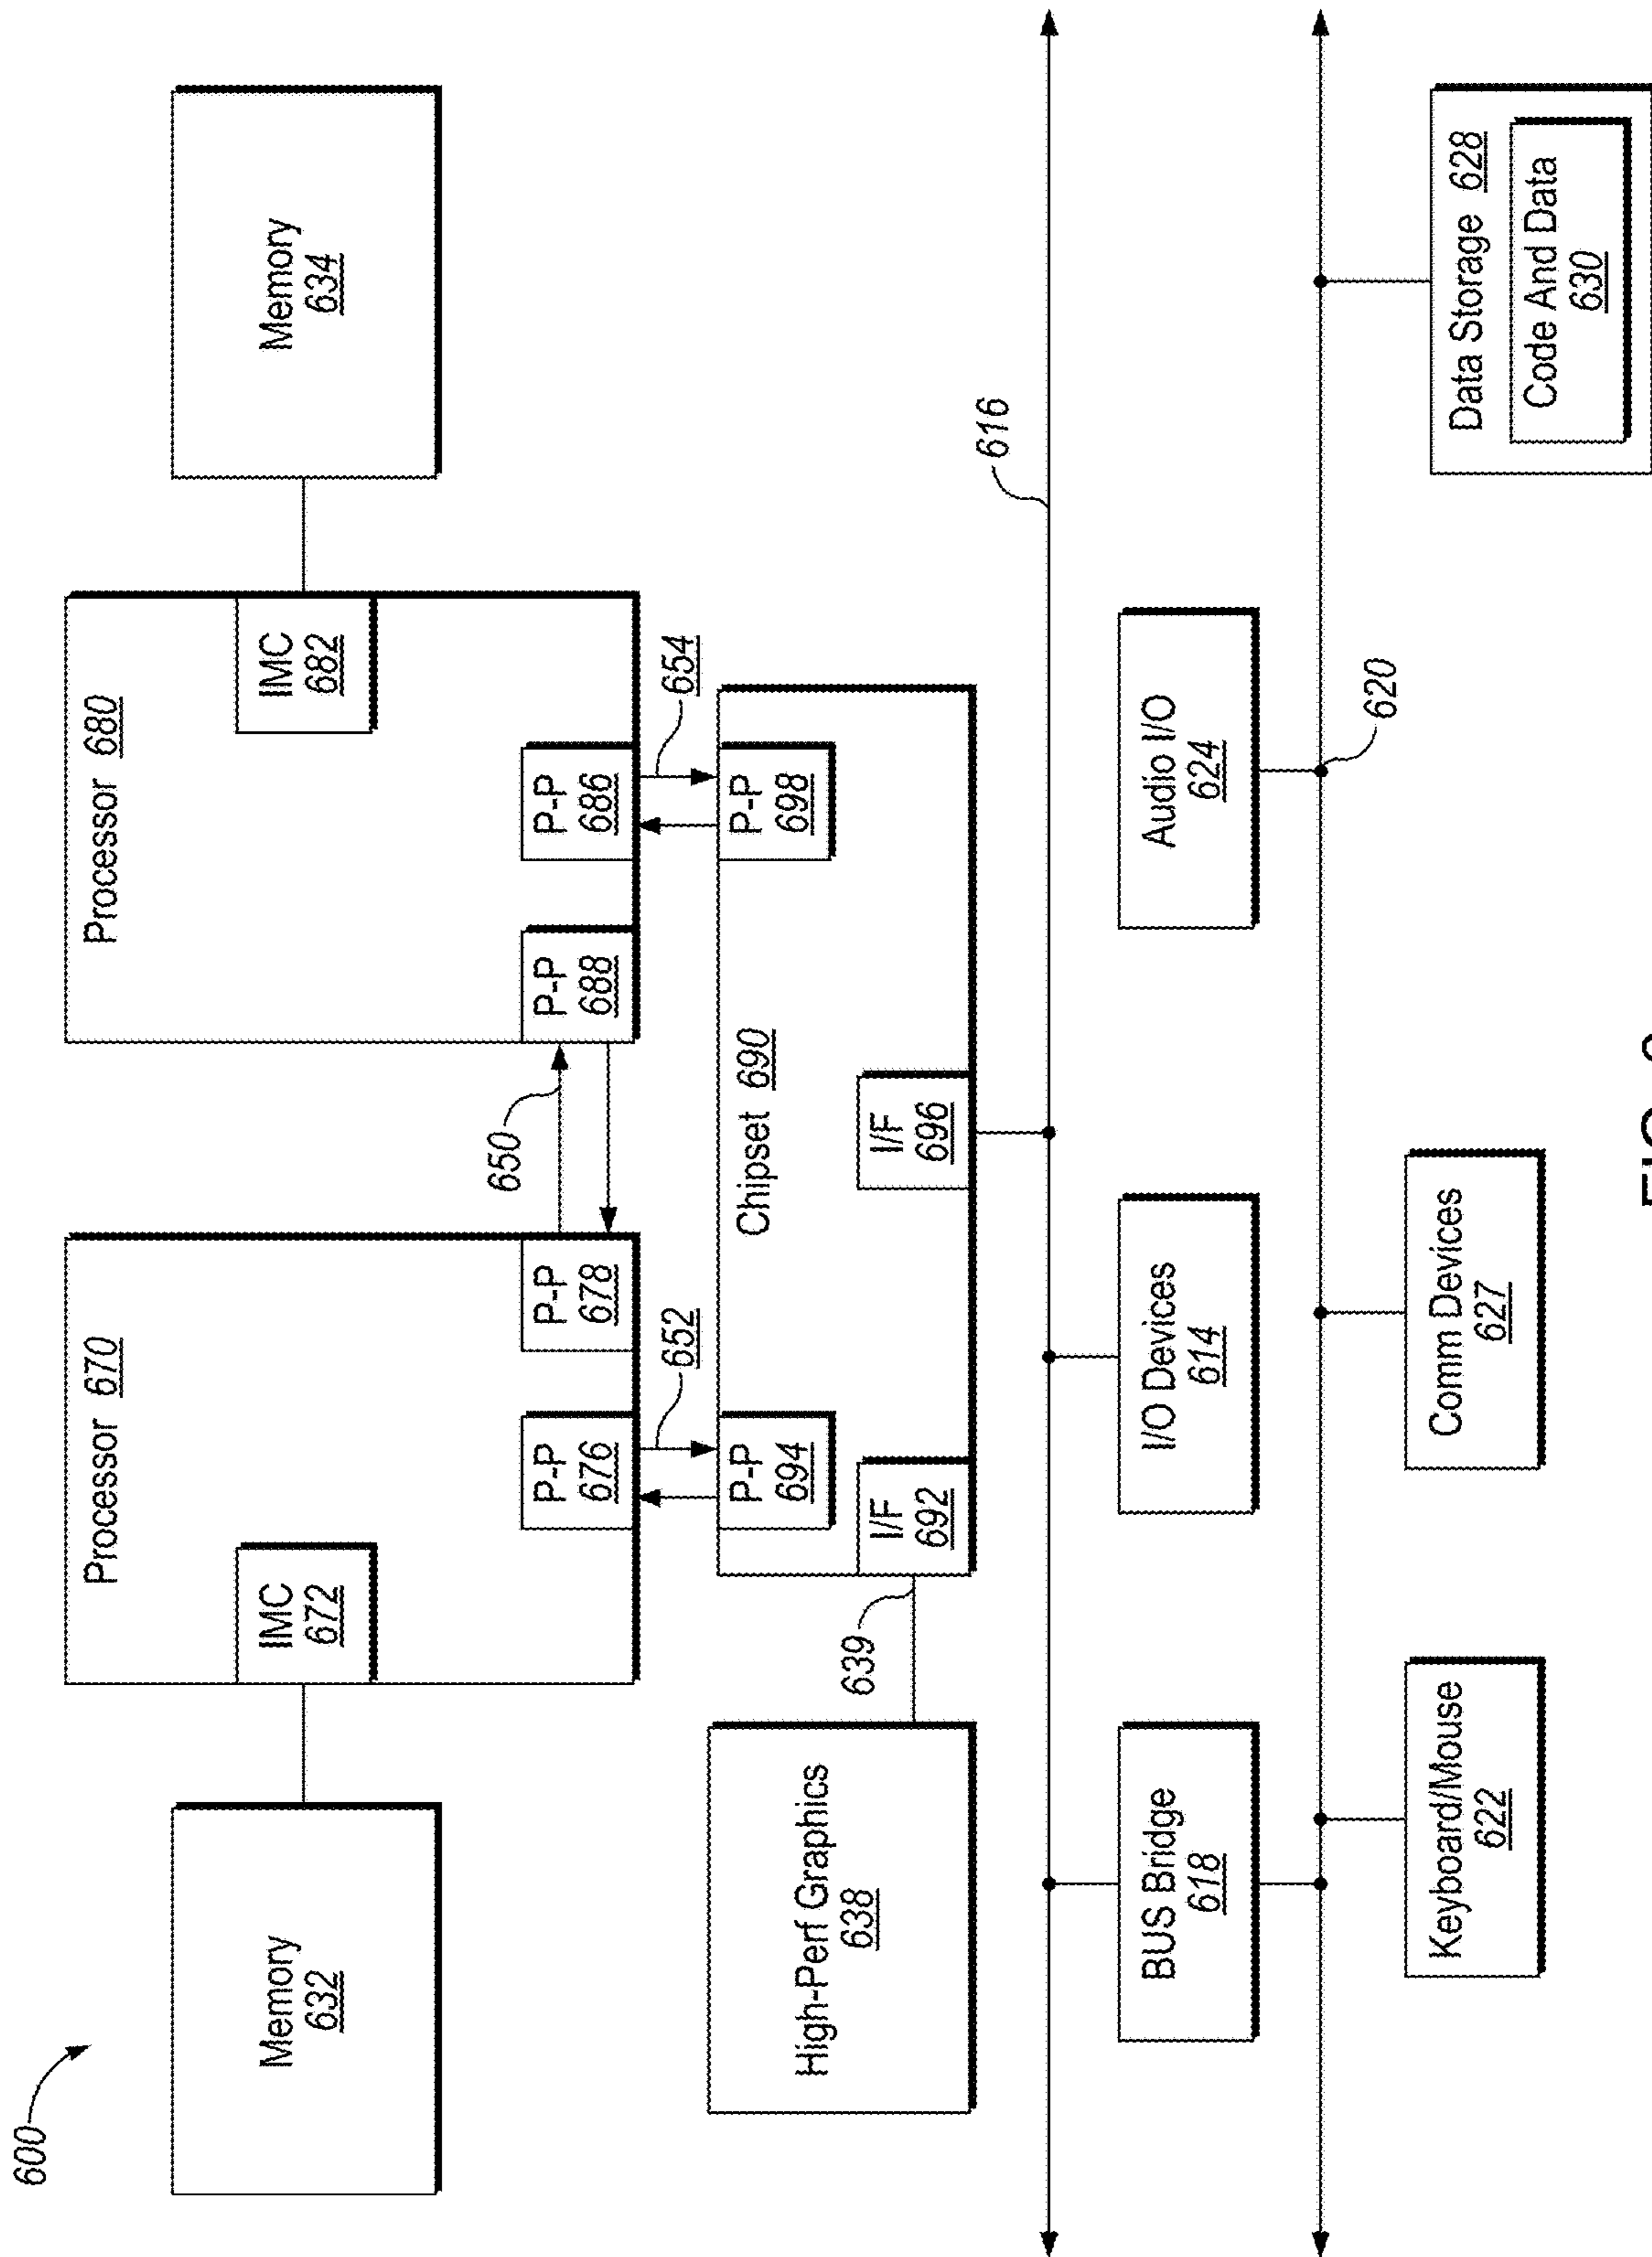 600
Memory
632
Processor 670
IMC
672
P-P
676
P-P
678
650
Processor 680
IMC
682
P-P
688
P-P
686
Memory
634
652
654
High-Perf Graphics
638
639
Chipset 690
P-P
694
P-P
698
I/F
692
I/F
696
616
BUS Bridge
618
I/O Devices
614
Audio I/O
624
620
Keyboard/Mouse
622
Comm Devices
627
Data Storage 628
Code And Data
630
FIG.